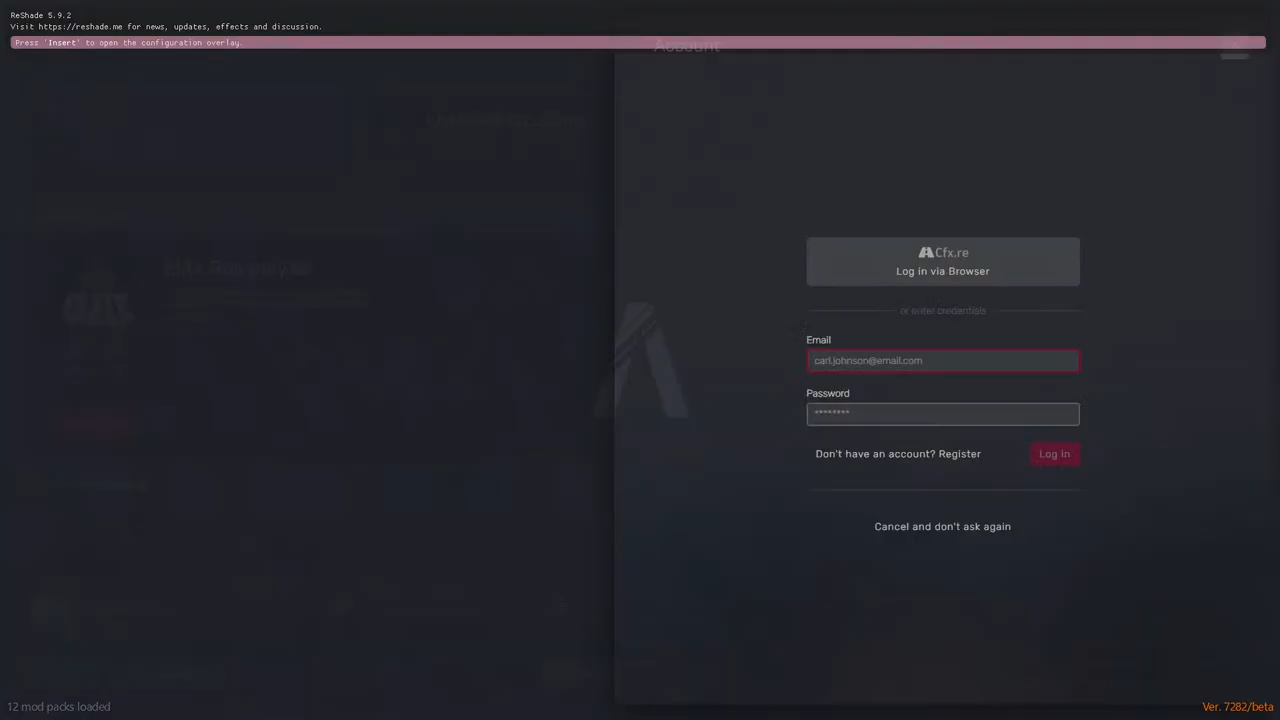 ReShade 5.9.2
Visit https://reshade.me for news, updates, effects and discussion.
Press 'Insert' to open the configuration overlay.
Account
Cfx.re
Log in via Browser
or enter credentials
Email
carl.johnson@email.com
Password
********
Don't have an account? Register
Log in
Cancel and don't ask again
12 mod packs loaded
Ver. 7282/beta